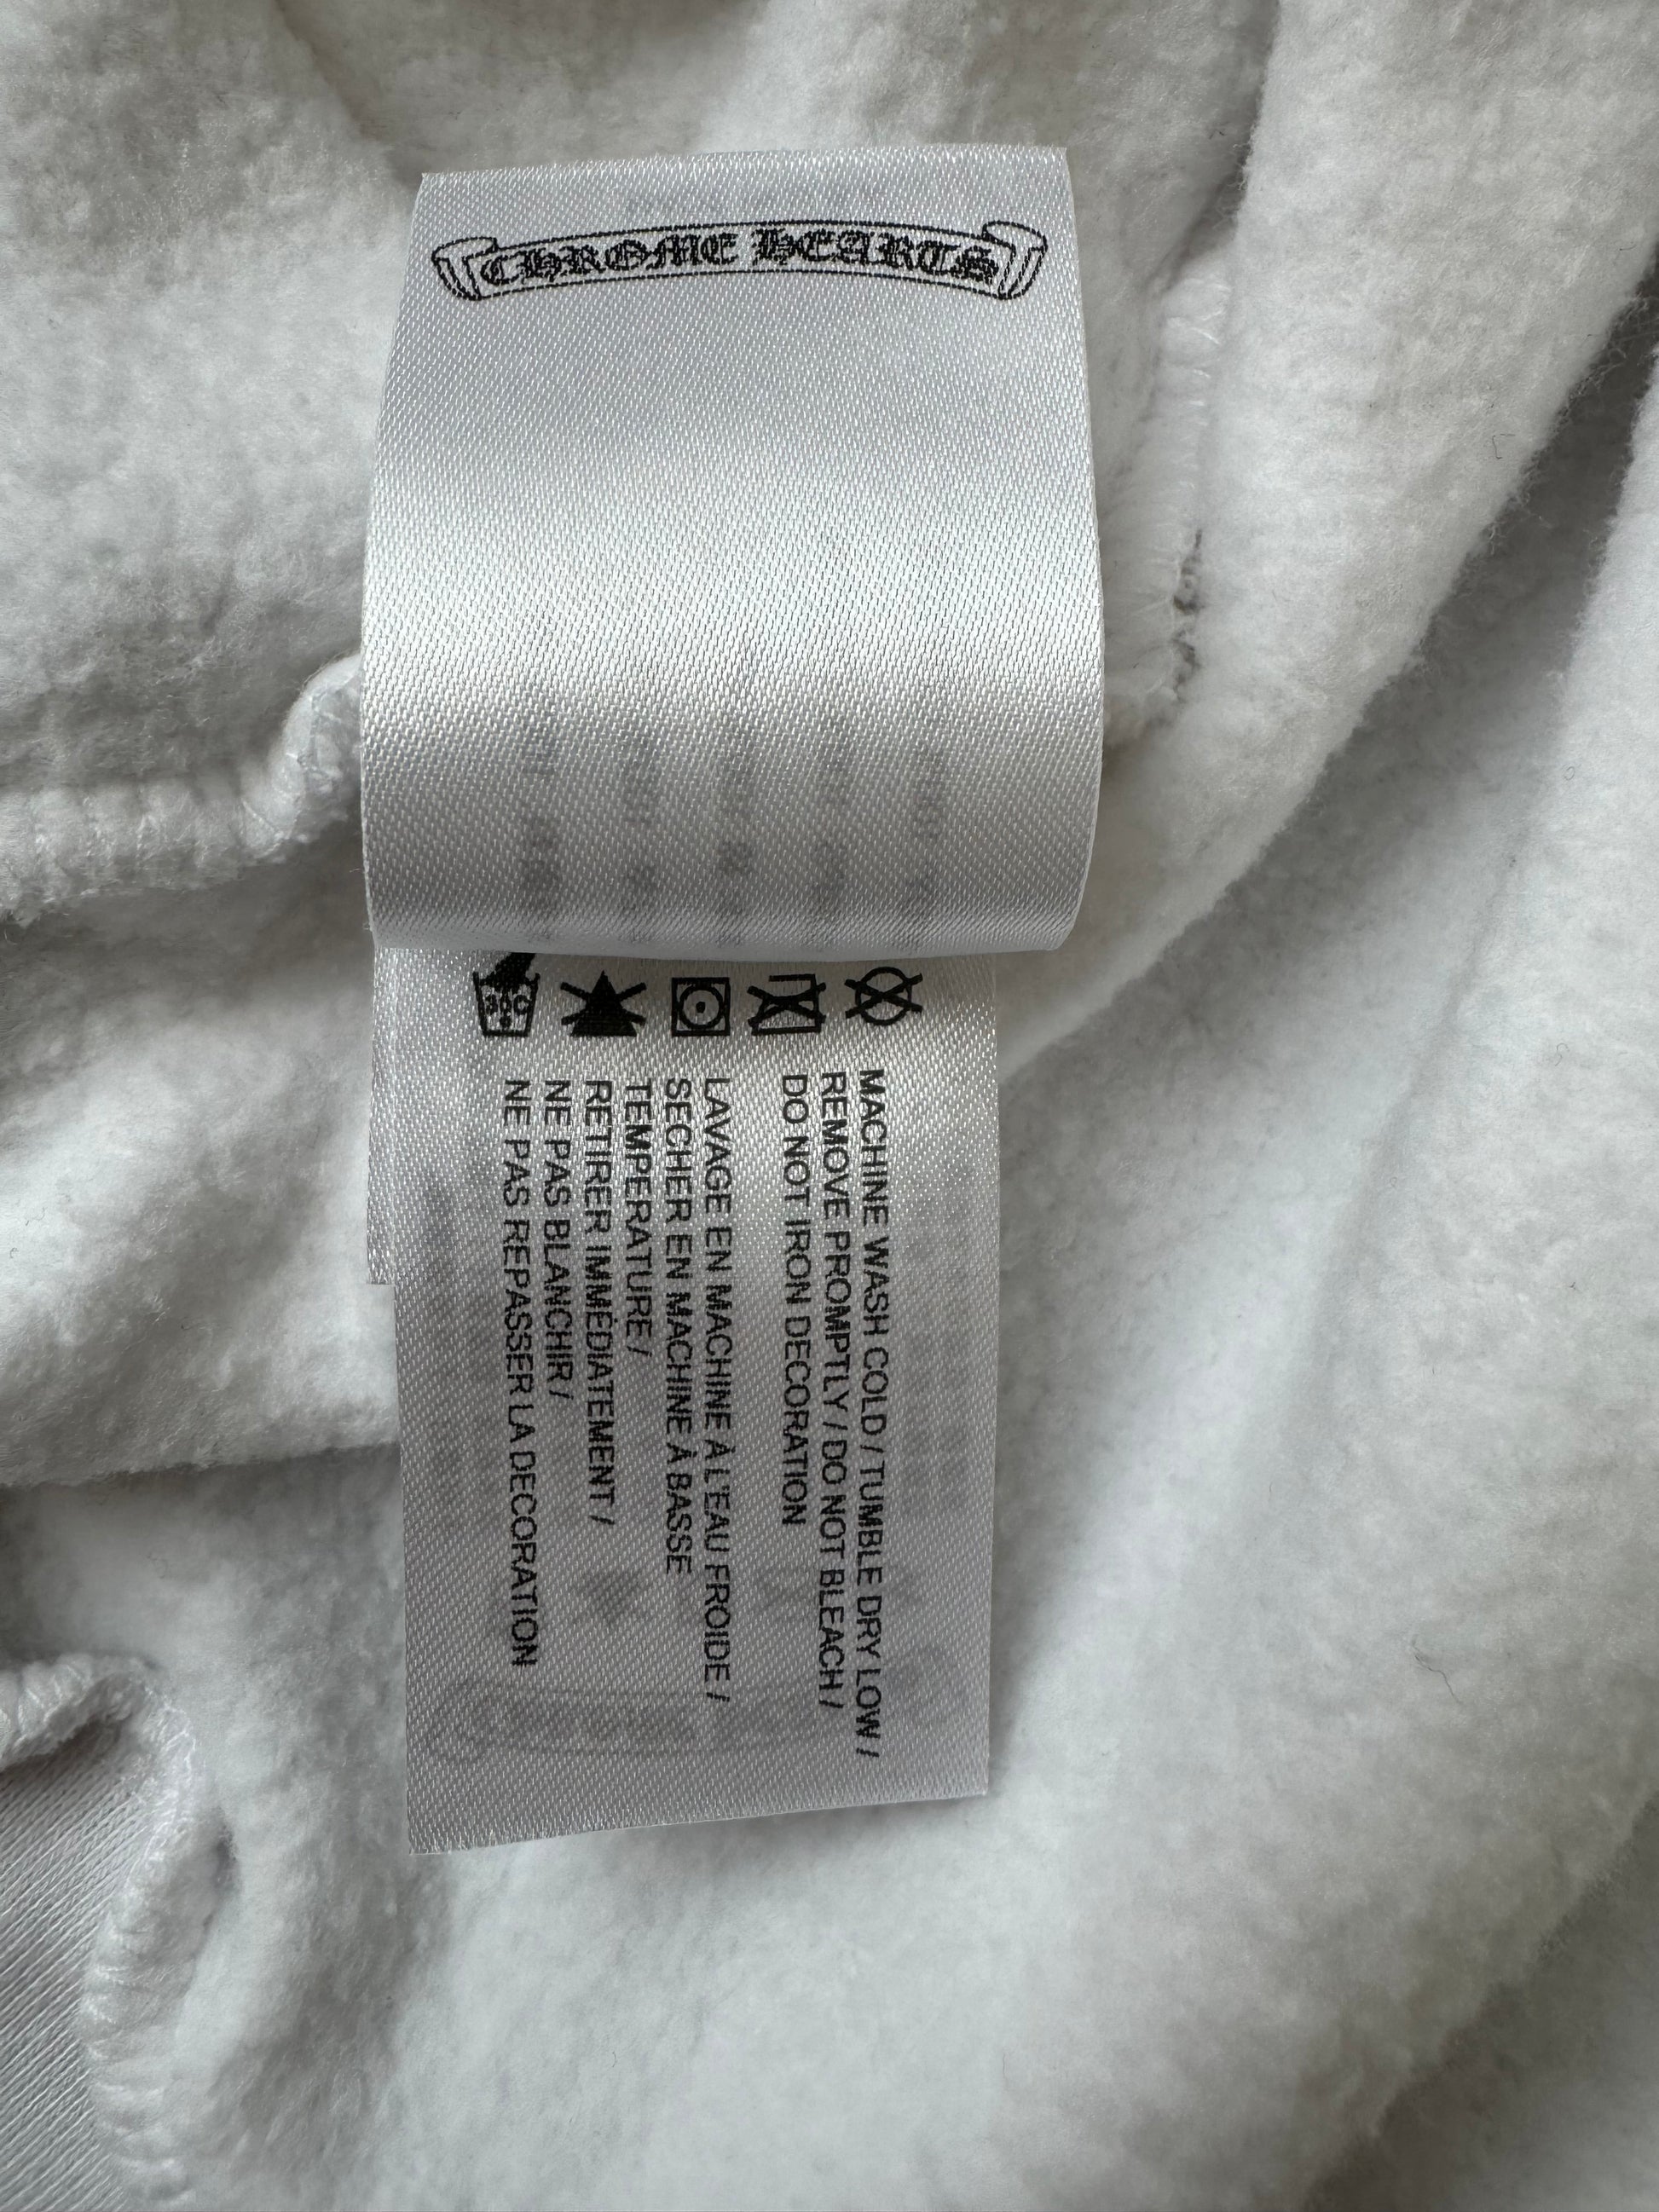 CHROME HEARTS
30°C
MACHINE WASH COLD / TUMBLE DRY LOW /
REMOVE PROMPTLY / DO NOT BLEACH /
DO NOT IRON DECORATION
LAVAGE EN MACHINE À L'EAU FROIDE /
SECHER EN MACHINE À BASSE
TEMPERATURE /
RETIRER IMMÉDIATEMENT /
NE PAS BLANCHIR /
NE PAS REPASSER LA DECORATION